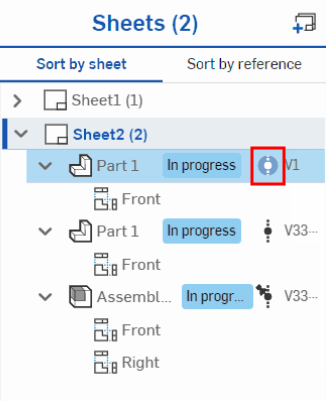 Sheets (2)
Sort by sheet Sort by reference
Sheet1 (1)
Sheet2 (2)
Part 1 In progress V1
Front
Part 1 In progress V33...
Front
Assembl... In progr... V33...
Front
Right